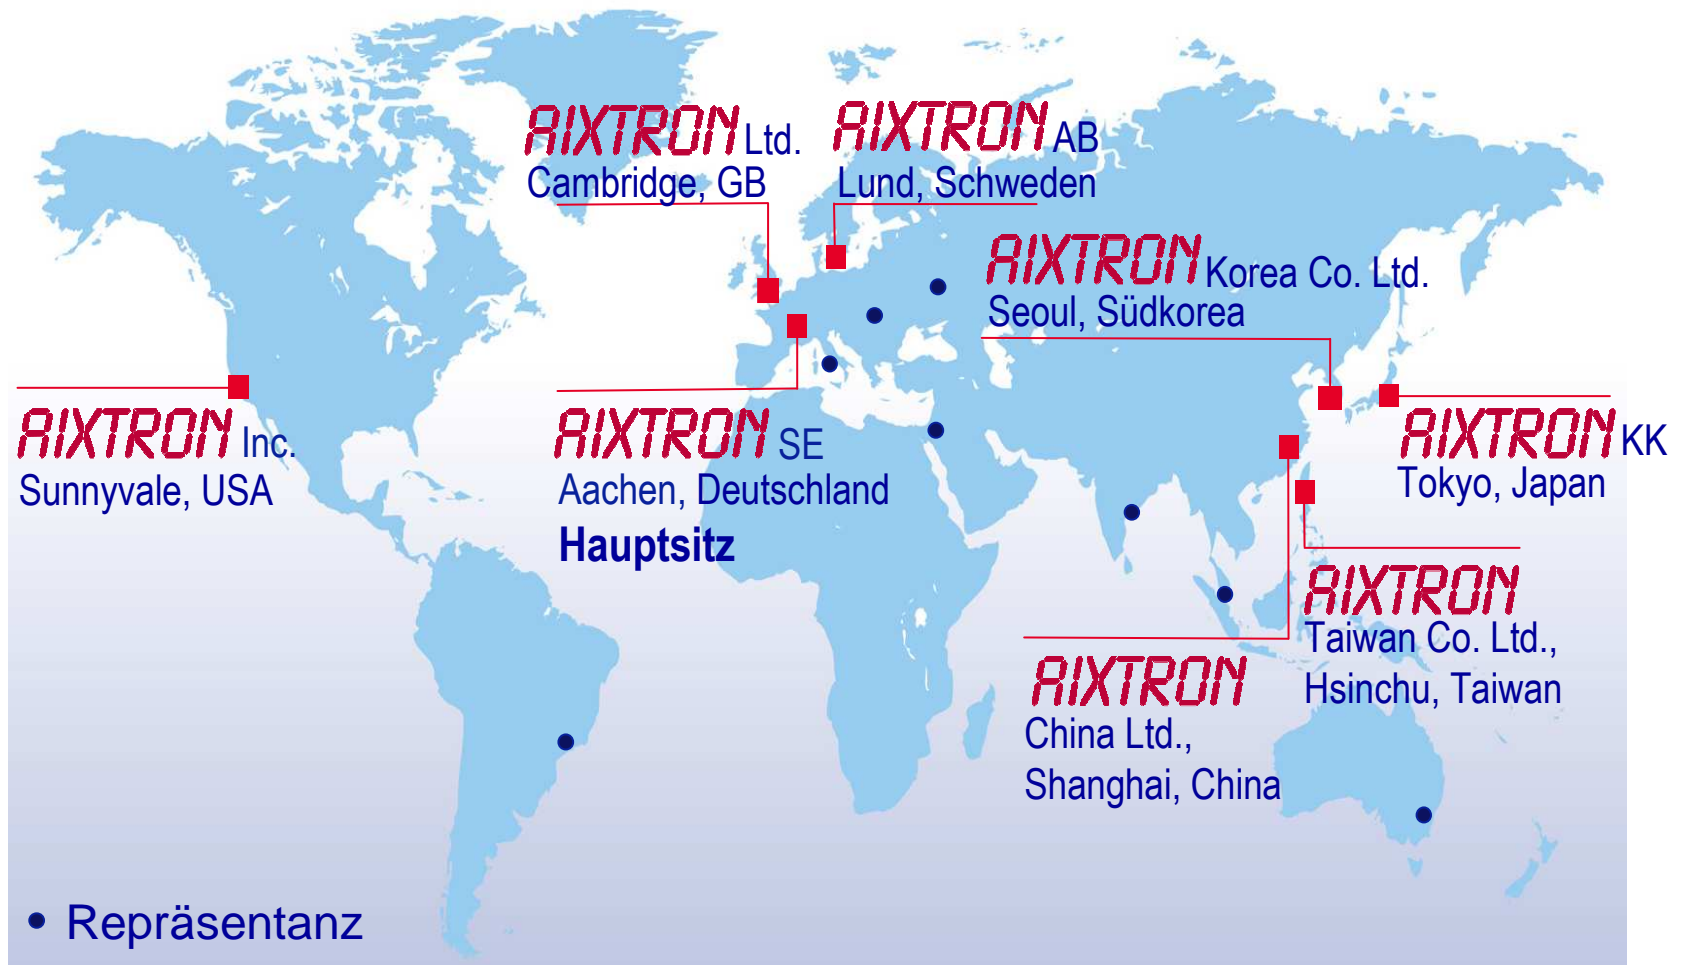 AIXTRON Ltd.
Cambridge, GB
AIXTRON AB
Lund, Schweden
AIXTRON Korea Co. Ltd.
Seoul, Südkorea
AIXTRON Inc.
Sunnyvale, USA
AIXTRON SE
Aachen, Deutschland
Hauptsitz
AIXTRON KK
Tokyo, Japan
AIXTRON
Taiwan Co. Ltd.,
Hsinchu, Taiwan
AIXTRON
China Ltd.,
Shanghai, China
• Repräsentanz